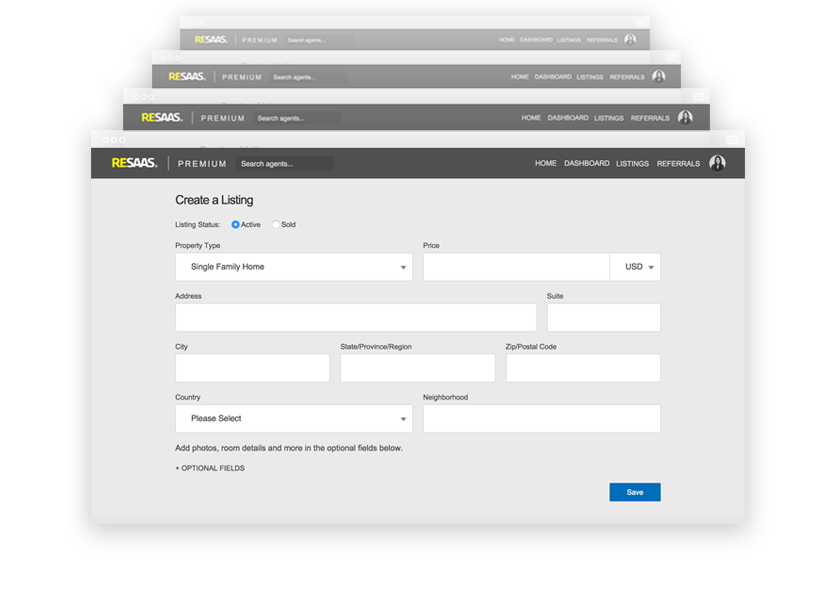 RESAAS. PREMIUM Search agents... HOME DASHBOARD LISTINGS REFERRALS
RESAAS. PREMIUM Search agents... HOME DASHBOARD LISTINGS REFERRALS
RESAAS. PREMIUM Search agents... HOME DASHBOARD LISTINGS REFERRALS
RESAAS. PREMIUM Search agents... HOME DASHBOARD LISTINGS REFERRALS
Create a Listing
Listing Status: Active Sold
Property Type Price
Single Family Home USD
Address Suite
City State/Province/Region Zip/Postal Code
Country Neighborhood
Please Select
Add photos, room details and more in the optional fields below.
+ OPTIONAL FIELDS
Save